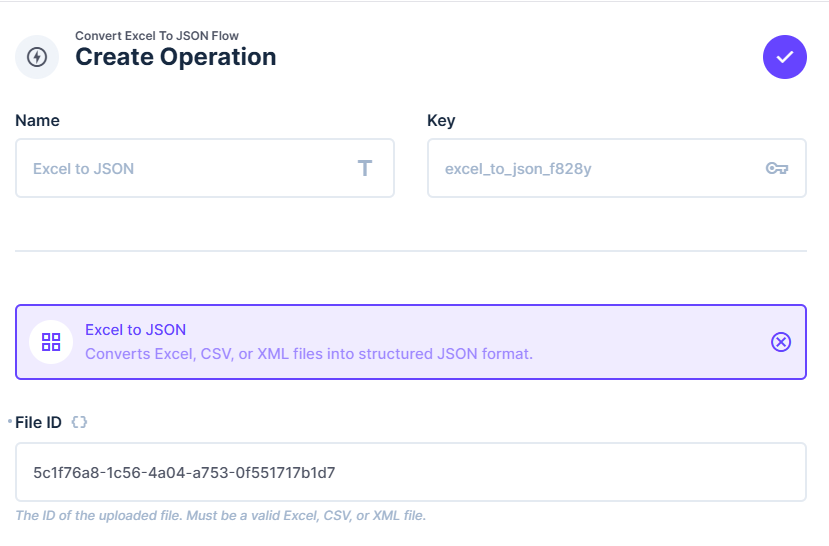 Convert Excel To JSON Flow
Create Operation
Name
Key
Excel to JSON
excel_to_json_f828y
Excel to JSON
Converts Excel, CSV, or XML files into structured JSON format.
File ID
5c1f76a8-1c56-4a04-a753-0f551717b1d7
The ID of the uploaded file. Must be a valid Excel, CSV, or XML file.